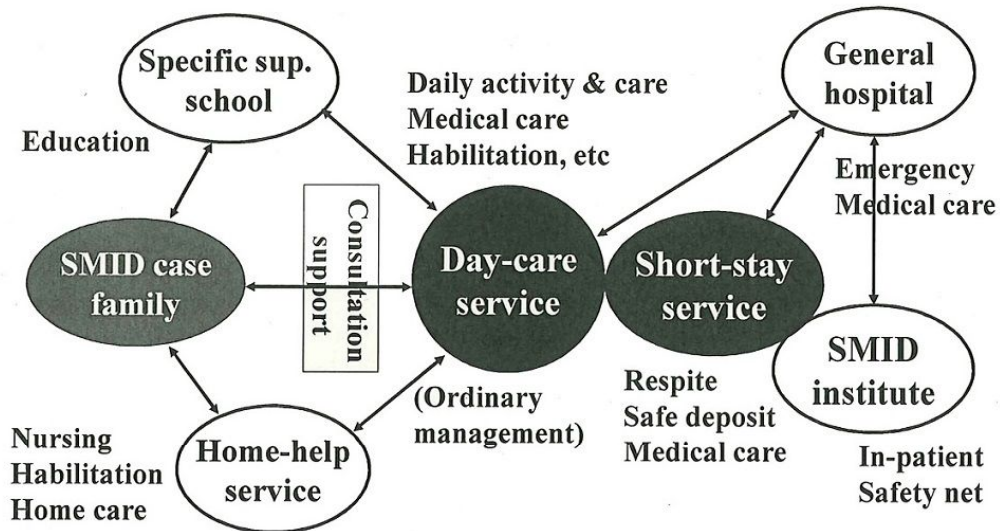 Specific sup.
school
General
hospital
Daily activity & care
Medical care
Habilitation, etc
Education
Emergency
Medical care
SMID case
family
Consultation
support
Day-care
service
Short-stay
service
SMID
institute
(Ordinary
management)
Respite
Safe deposit
Medical care
Nursing
Habilitation
Home care
Home-help
service
In-patient
Safety net